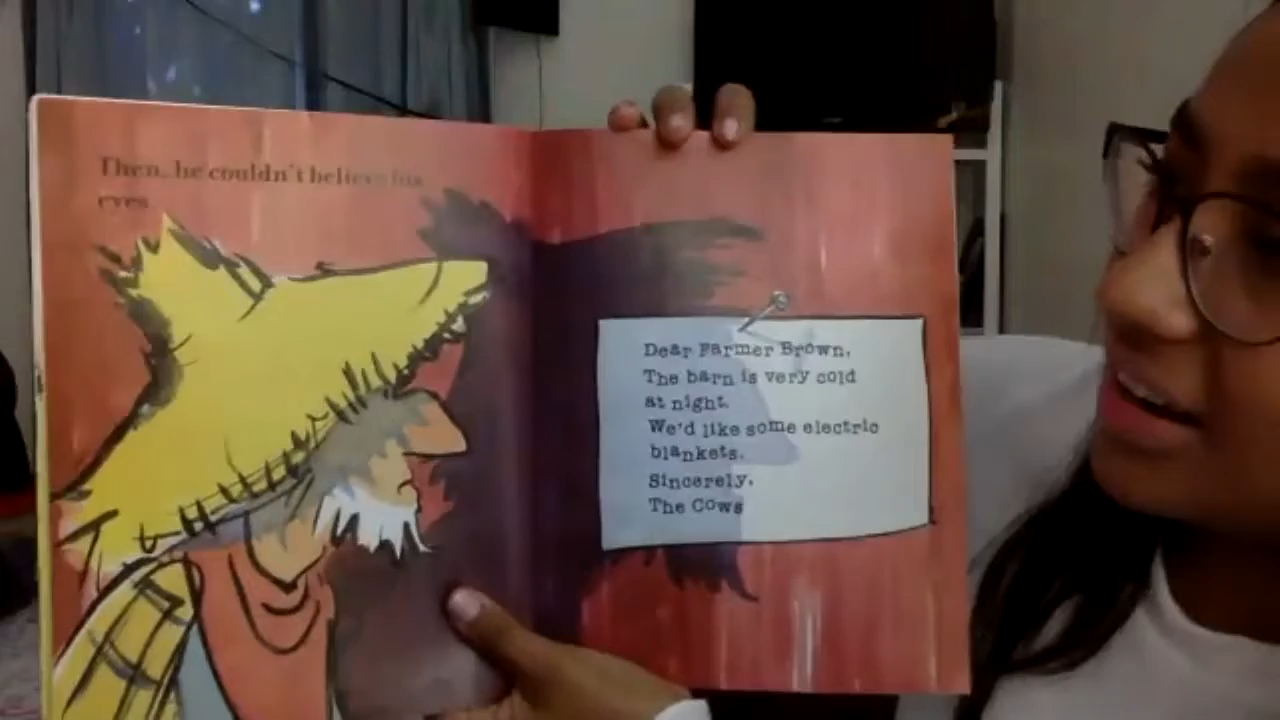 Then, he couldn't believe his
eyes.
Dear Farmer Brown,
The barn is very cold
at night.
We'd like some electric
blankets.
Sincerely,
The Cows